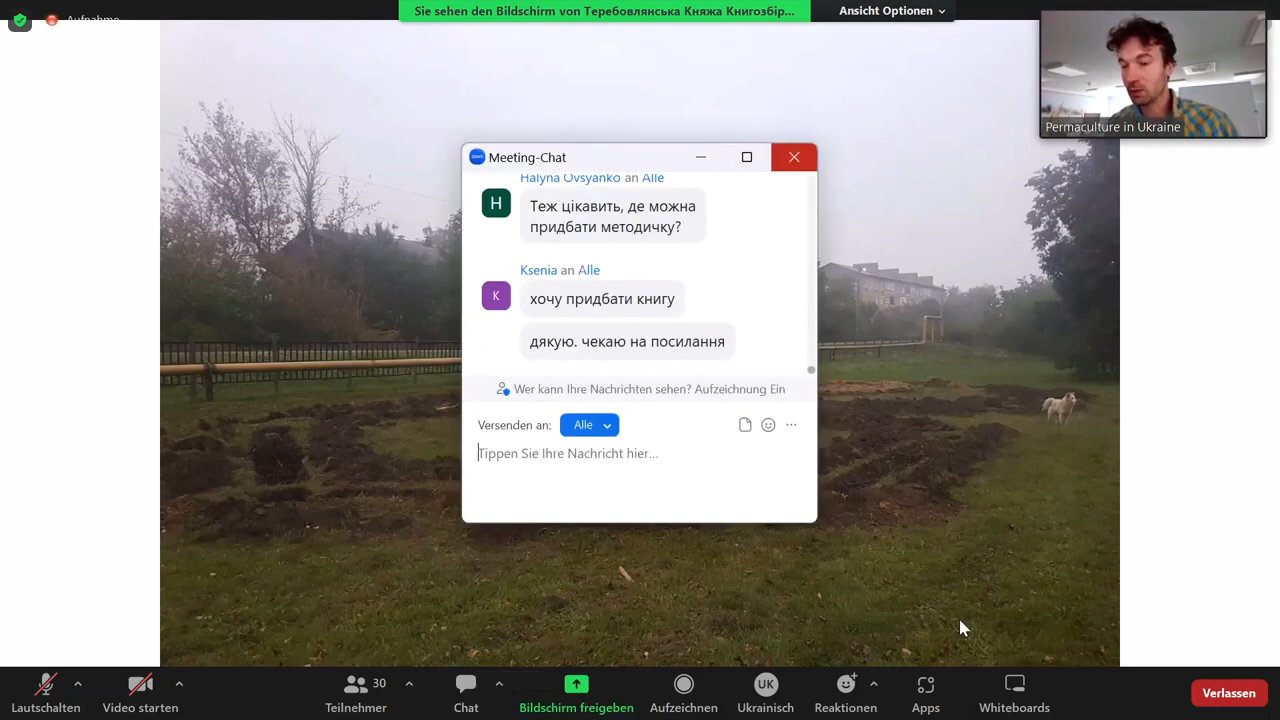 Aufnahme
Sie sehen den Bildschirm von Теребовлянська Княжа Книгозбір...
Ansicht Optionen
Permaculture in Ukraine
zoom
Meeting-Chat
Halyna Ovsyanko an Alle
H
Теж цікавить, де можна
придбати методичку?
Ksenia an Alle
K
хочу придбати книгу
дякую. чекаю на посилання
Wer kann Ihre Nachrichten sehen? Aufzeichnung Ein
Versenden an: Alle
Tippen Sie Ihre Nachricht hier...
30
UK
Lautschalten
Video starten
Teilnehmer
Chat
Bildschirm freigeben
Aufzeichnen
Ukrainisch
Reaktionen
Apps
Whiteboards
Verlassen